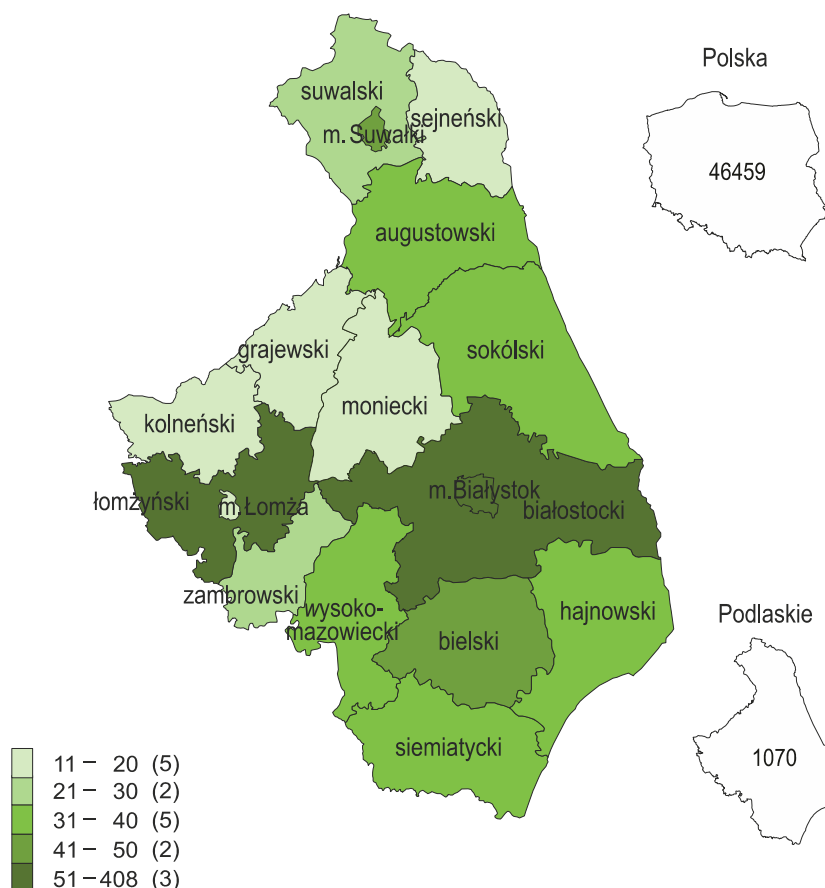 Polska
46459
suwalski
sejneński
m. Suwałki
augustowski
sokólski
grajewski
moniecki
kolneński
łomżyński
m. Łomża
m.Białystok
białostocki
zambrowski
wysoko-
mazowiecki
bielski
hajnowski
siemiatycki
Podlaskie
1070
11 – 20 (5)
21 – 30 (2)
31 – 40 (5)
41 – 50 (2)
51 – 408 (3)